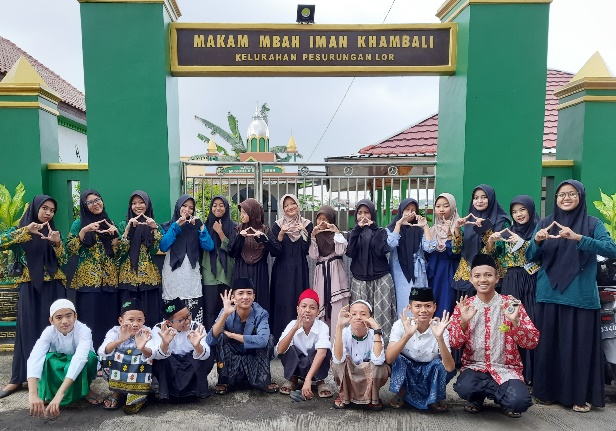 MAKAM MBAH IMAN KHAMBALI
KELURAHAN PESURUNGAN LOR